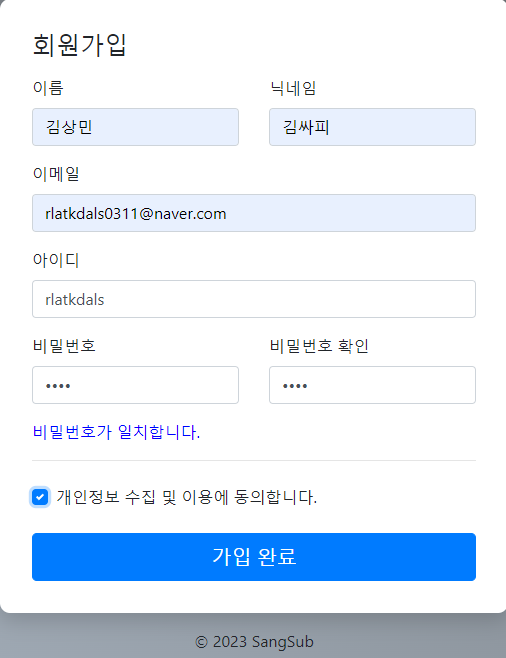 회원가입
이름 닉네임
김상민 김싸피
이메일
rlatkdals0311@naver.com
아이디
rlatkdals
비밀번호 비밀번호 확인
•••• ••••
비밀번호가 일치합니다.
개인정보 수집 및 이용에 동의합니다.
가입 완료
© 2023 SangSub